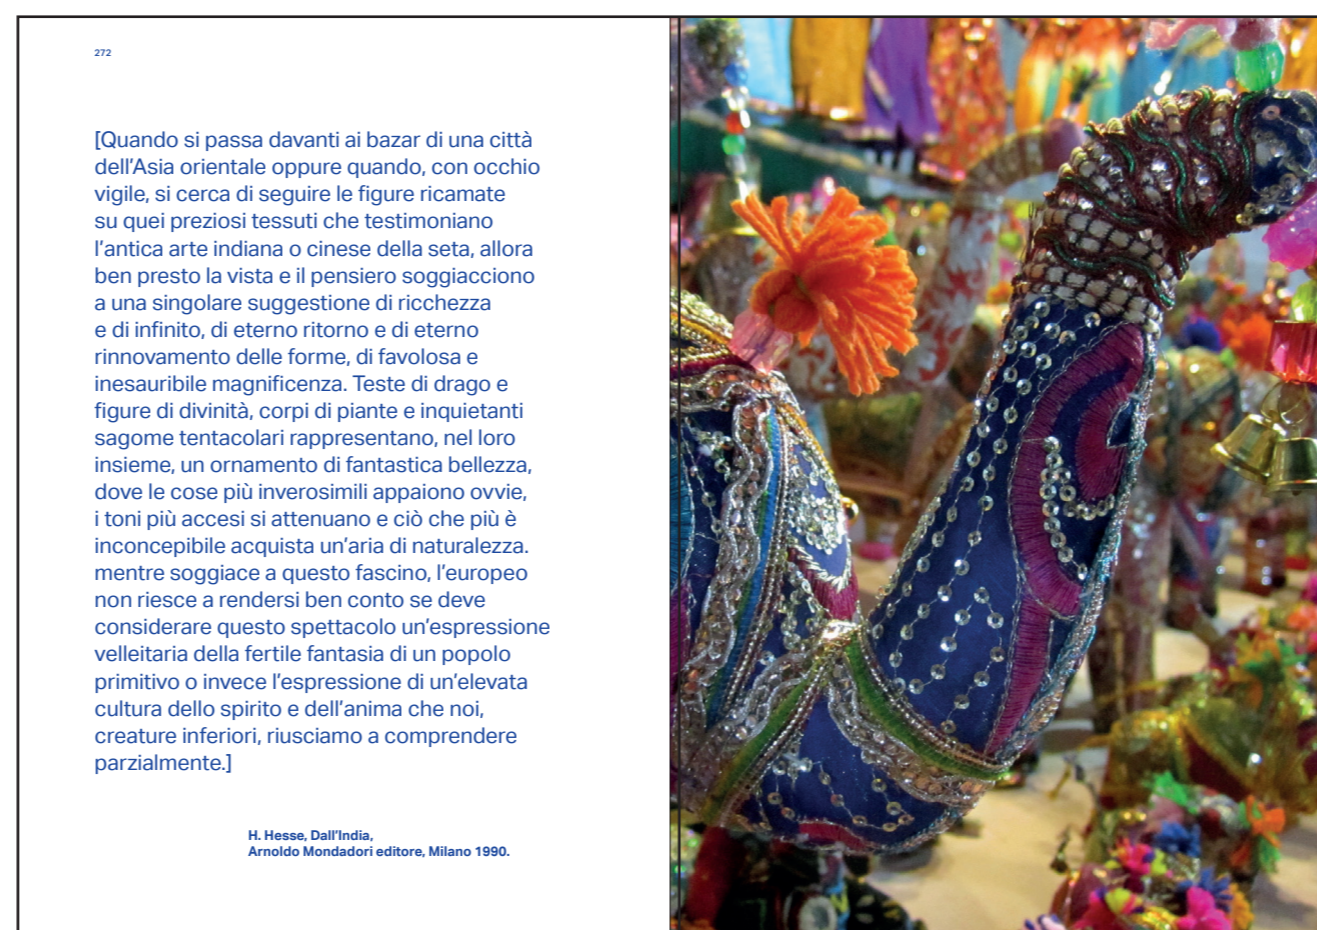 272
[Quando si passa davanti ai bazar di una città
dell'Asia orientale oppure quando, con occhio
vigile, si cerca di seguire le figure ricamate
su quei preziosi tessuti che testimoniano
l'antica arte indiana o cinese della seta, allora
ben presto la vista e il pensiero soggiacciono
a una singolare suggestione di ricchezza
e di infinito, di eterno ritorno e di eterno
rinnovamento delle forme, di favolosa e
inesauribile magnificenza. Teste di drago e
figure di divinità, corpi di piante e inquietanti
sagome tentacolari rappresentano, nel loro
insieme, un ornamento di fantastica bellezza,
dove le cose più inverosimili appaiono ovvie,
i toni più accesi si attenuano e ciò che più è
inconcepibile acquista un'aria di naturalezza.
mentre soggiace a questo fascino, l'europeo
non riesce a rendersi ben conto se deve
considerare questo spettacolo un'espressione
velleitaria della fertile fantasia di un popolo
primitivo o invece l'espressione di un'elevata
cultura dello spirito e dell'anima che noi,
creature inferiori, riusciamo a comprendere
parzialmente.]
H. Hesse, Dall'India,
Arnoldo Mondadori editore, Milano 1990.